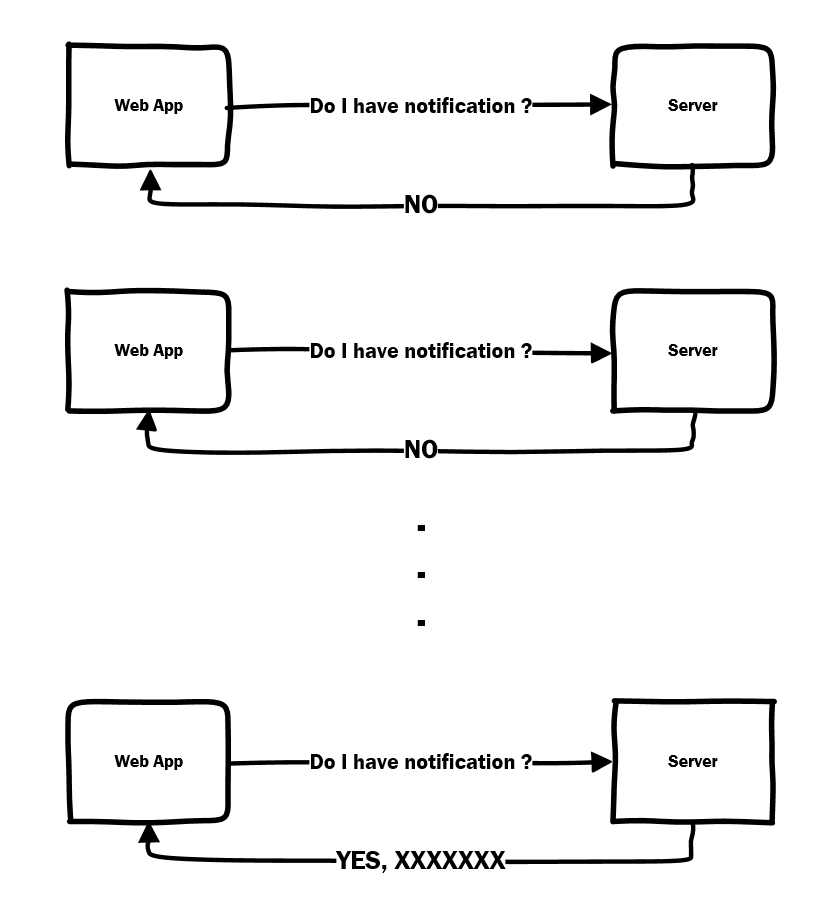 Web App
Do I have notification ?
Server
NO
Web App
Do I have notification ?
Server
NO
.
.
.
Web App
Do I have notification ?
Server
YES, XXXXXXX